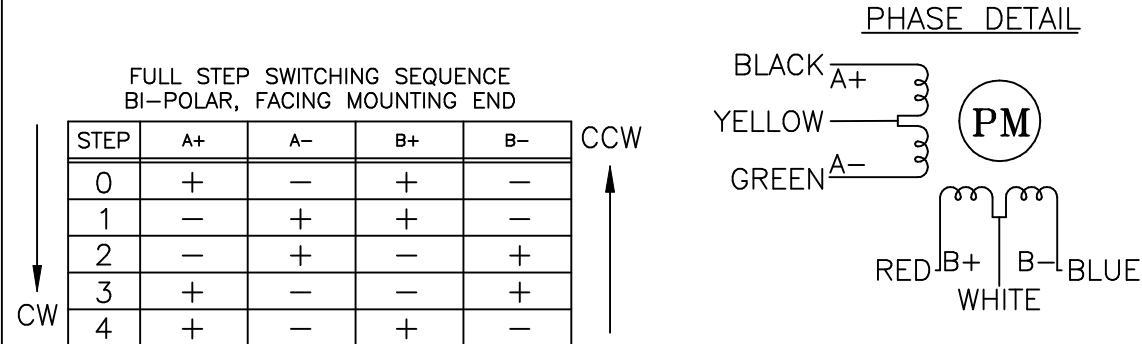 FULL STEP SWITCHING SEQUENCE
BI-POLAR, FACING MOUNTING END
CW
CCW
STEP A+ A- B+ B-
0 + - + -
1 - + + -
2 - + - +
3 + - - +
4 + - + -
PHASE DETAIL
BLACK A+
YELLOW
GREEN A-
PM
RED B+ B- BLUE
WHITE